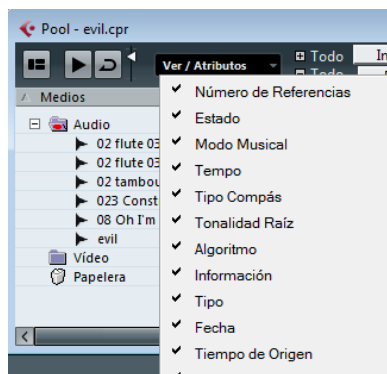 Pool - evil.cpr
Ver / Atributos
Todo
In
Todo
Medios
Número de Referencias
Estado
Modo Musical
Tempo
Tipo Compás
Tonalidad Raíz
Algoritmo
Información
Tipo
Fecha
Tiempo de Origen
Audio
02 flute 03
02 flute 03
02 tambou
023 Const
08 Oh I'm
evil
Vídeo
Papelera